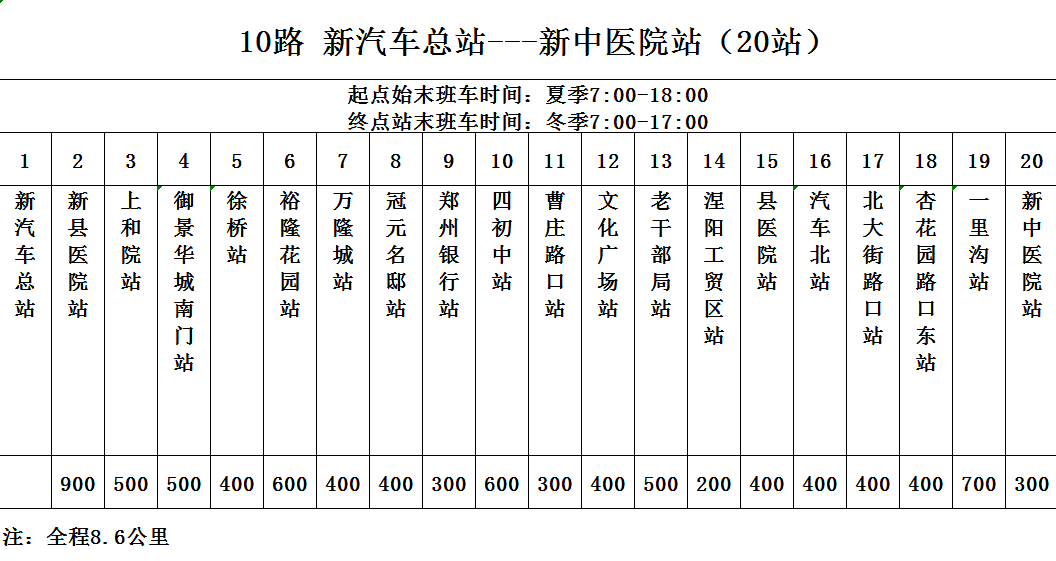 10路 新汽车总站---新中医院站（20站）
起点始末班车时间：夏季7:00-18:00
终点站末班车时间：冬季7:00-17:00
1 2 3 4 5 6 7 8 9 10 11 12 13 14 15 16 17 18 19 20
新汽车总站
新县医院站
上和院站
御景华城南门站
徐桥站
裕隆花园站
万隆城站
冠元名邸站
郑州银行站
四初中站
曹庄路口站
文化广场站
老干部局站
涅阳工贸区站
县医院站
汽车北站
北大街路口站
杏花园路口东站
一里沟站
新中医院站
900 500 500 400 600 400 400 300 600 300 400 500 200 400 400 400 400 700 300
注：全程8.6公里